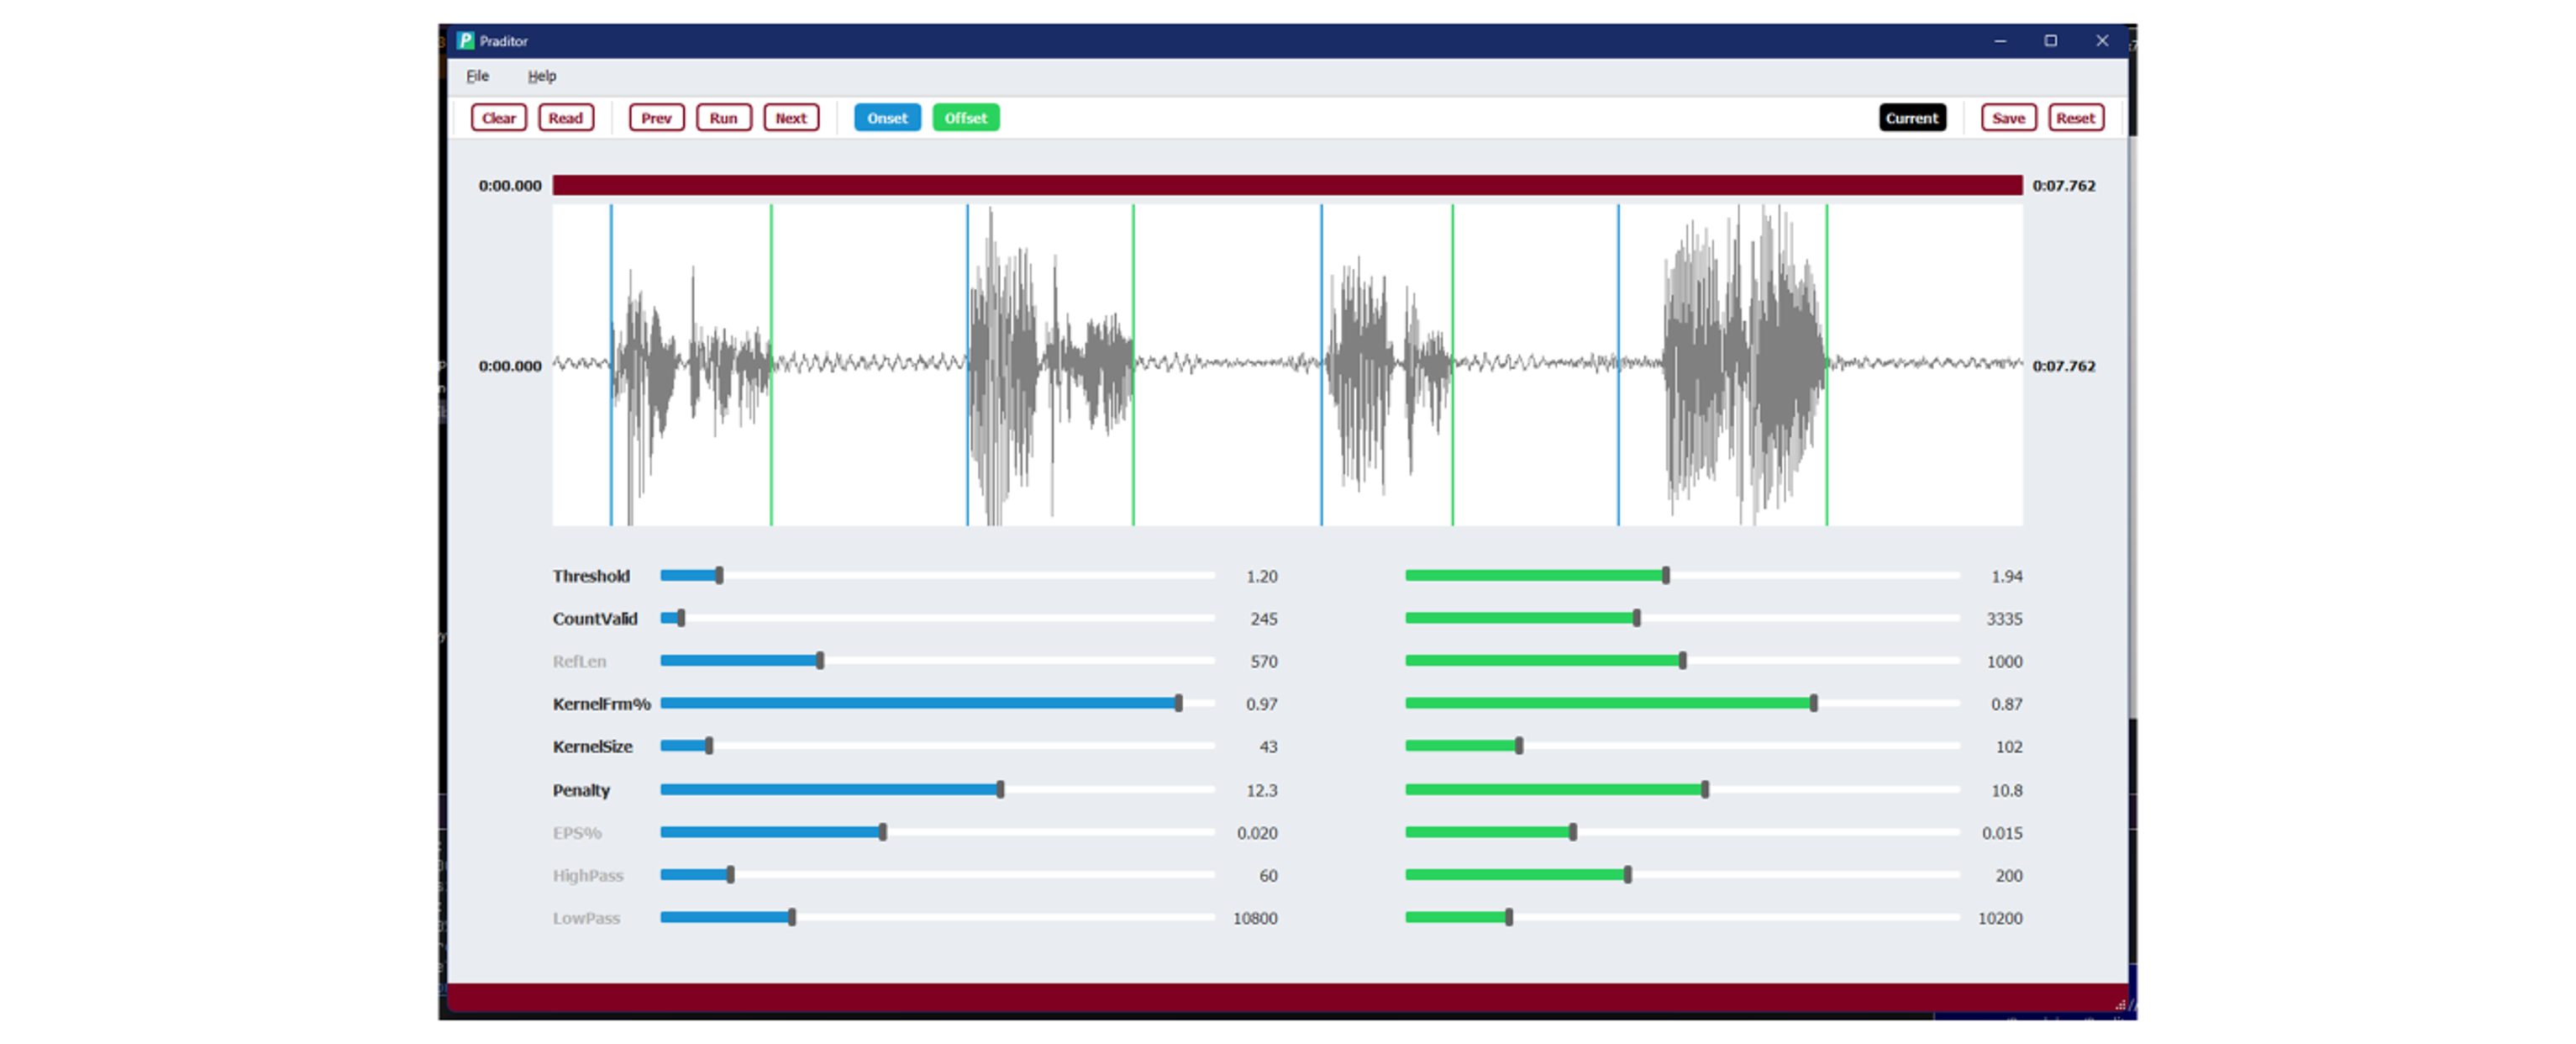 Praditor
File Help
Clear Read Prev Run Next Onset Offset Current Save Reset
0:00.000 0:07.762
0:00.000 0:07.762
Threshold 1.20 1.94
CountValid 245 3335
RefLen 570 1000
KernelFrm% 0.97 0.87
KernelSize 43 102
Penalty 12.3 10.8
EPS% 0.020 0.015
HighPass 60 200
LowPass 10800 10200